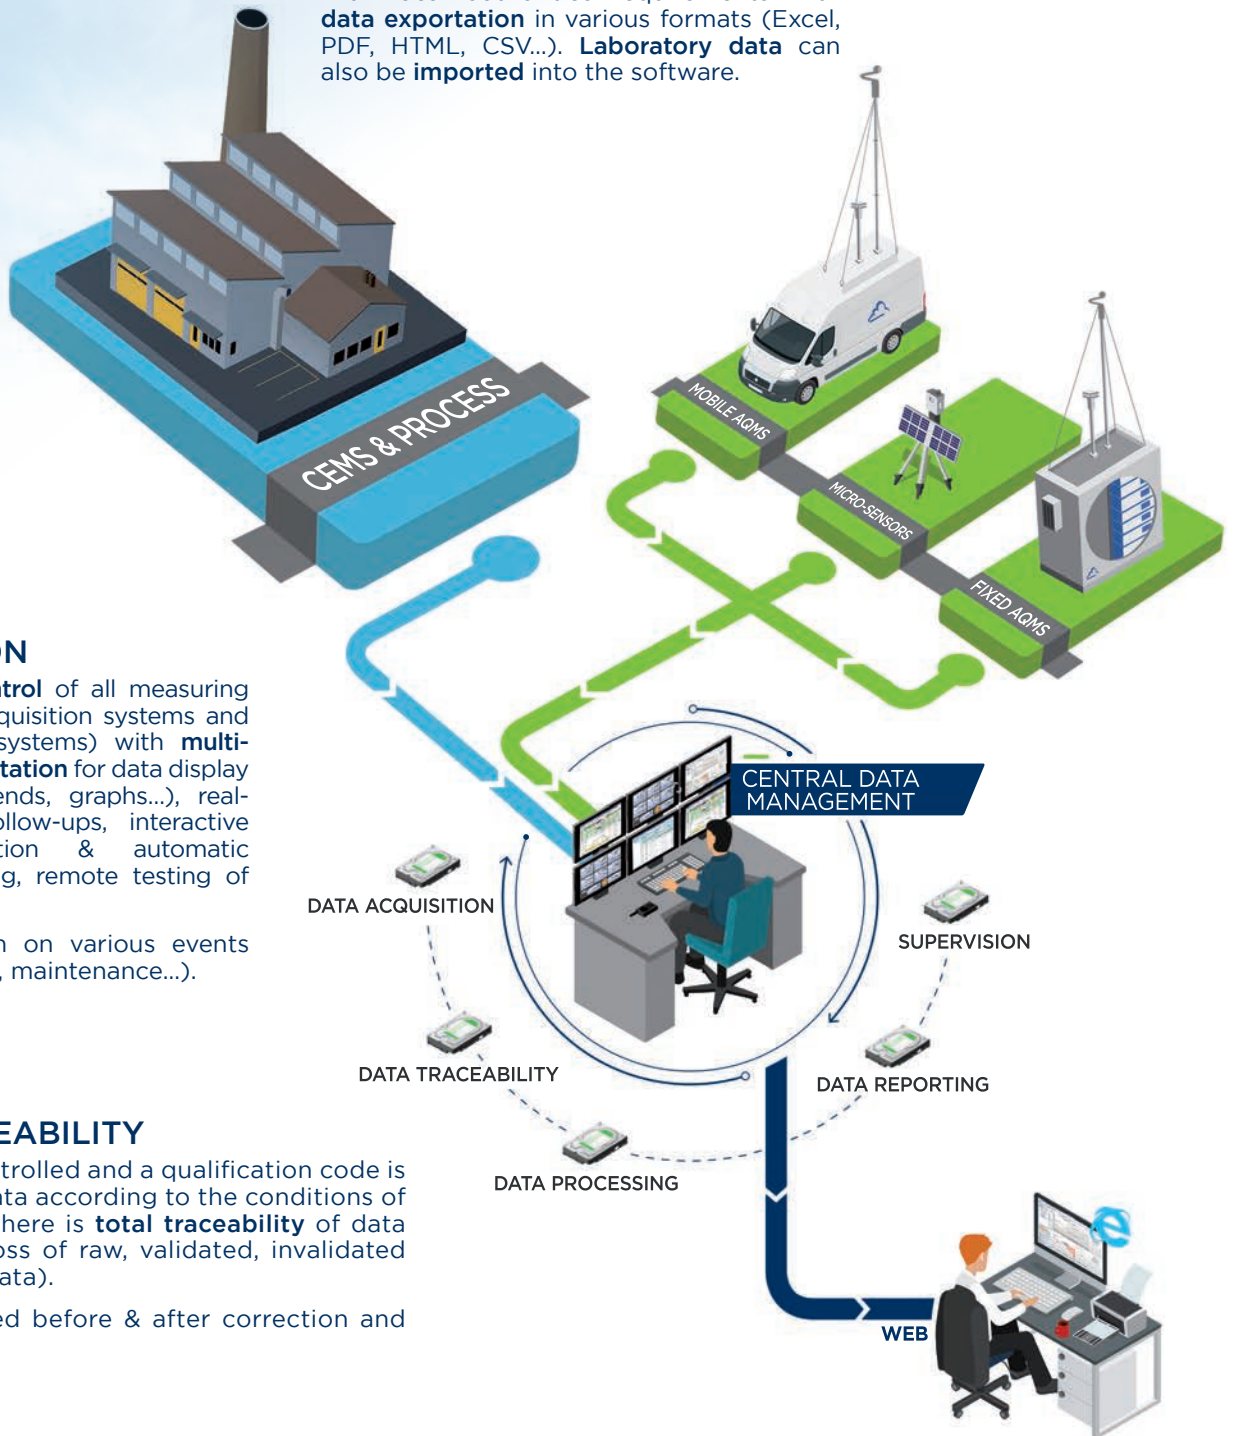 data exportation in various formats (Excel,
PDF, HTML, CSV...). Laboratory data can
also be imported into the software.
CEMS & PROCESS
MOBILE AQMS
MICRO-SENSORS
FIXED AQMS
ON
trol of all measuring
quisition systems and
systems) with multi-
tation for data display
ends, graphs...), real-
ollow-ups, interactive
tion & automatic
g, remote testing of
n on various events
, maintenance...).
CENTRAL DATA
MANAGEMENT
DATA ACQUISITION
SUPERVISION
DATA TRACEABILITY
DATA REPORTING
DATA PROCESSING
EABILITY
trolled and a qualification code is
ata according to the conditions of
here is total traceability of data
oss of raw, validated, invalidated
ata).
ed before & after correction and
WEB